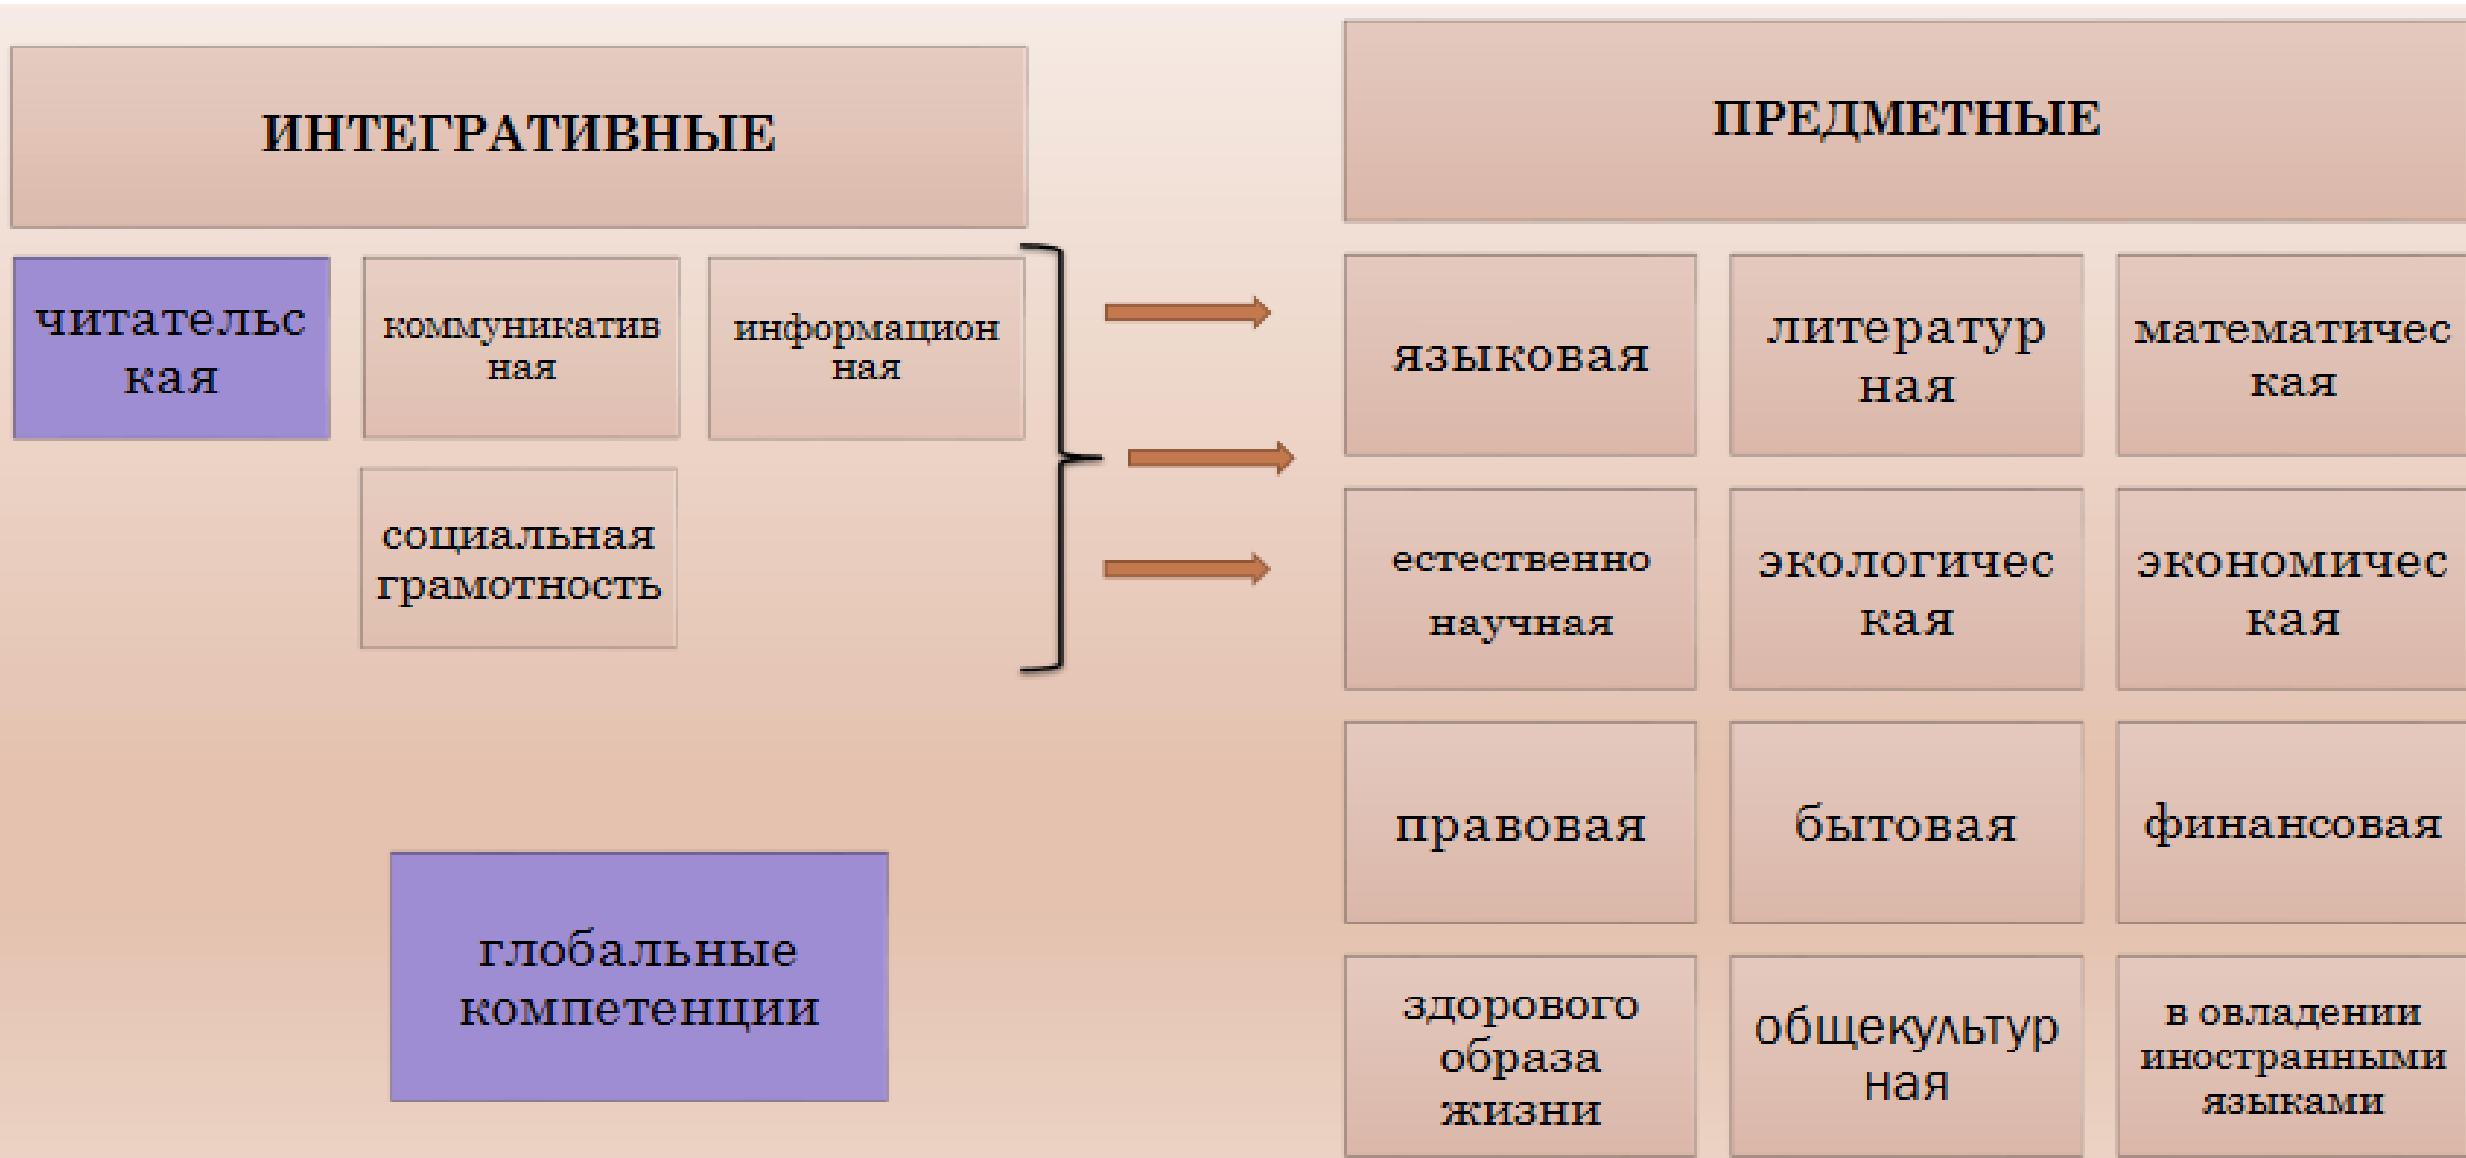 ИНТЕГРАТИВНЫЕ
читательс
кая
коммуникатив
ная
информацион
ная
социальная
грамотность
глобальные
компетенции
ПРЕДМЕТНЫЕ
языковая
литератур
ная
математичес
кая
естественно
научная
экологичес
кая
экономичес
кая
правовая
бытовая
финансовая
здорового
образа
жизни
общекультур
ная
в овладении
иностранными
языками